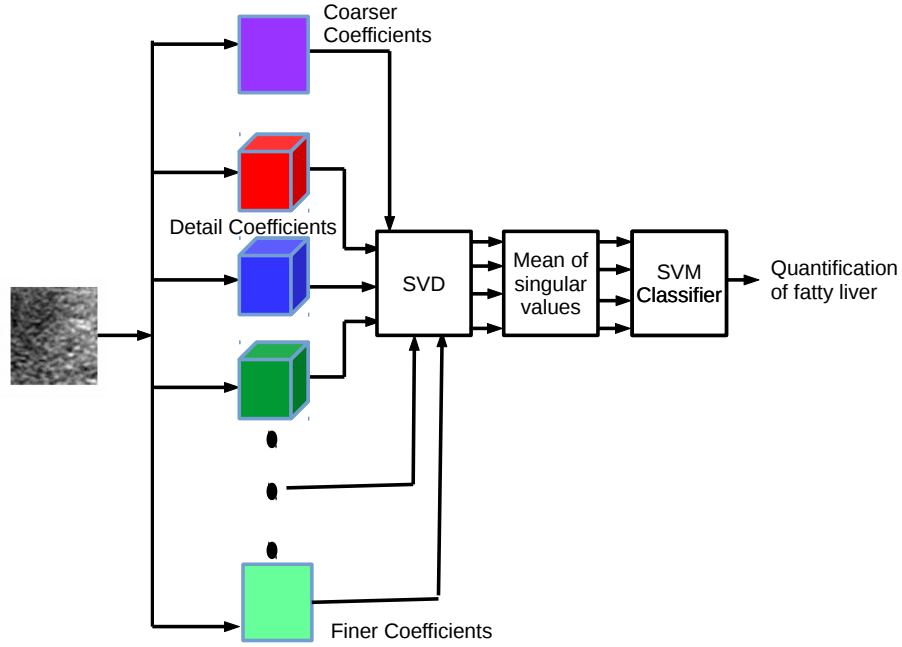 Coarser
Coefficients
Detail Coefficients
SVD
Mean of
singular
values
SVM
Classifier
Quantification
of fatty liver
Finer Coefficients